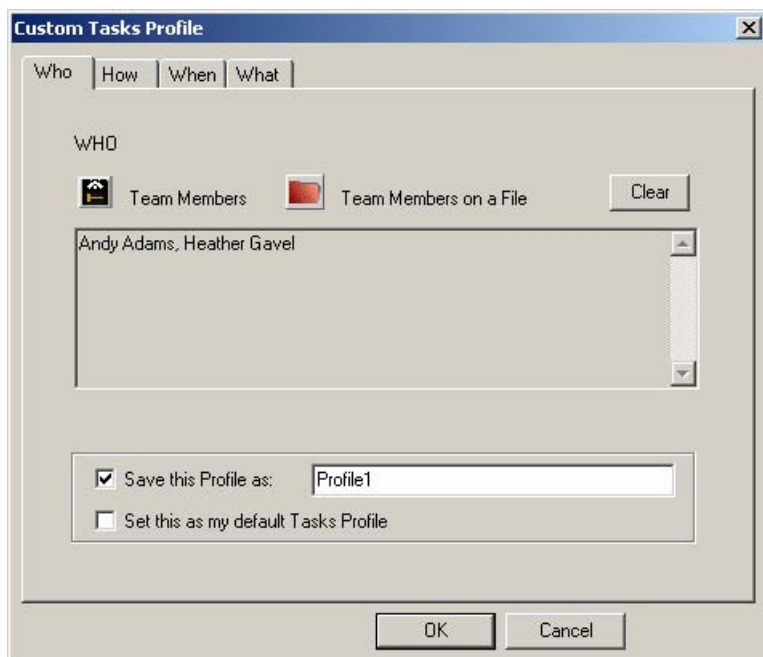 Custom Tasks Profile
Who How When What
WHO
Team Members Team Members on a File Clear
Andy Adams, Heather Gavel
Save this Profile as: Profile1
Set this as my default Tasks Profile
OK Cancel